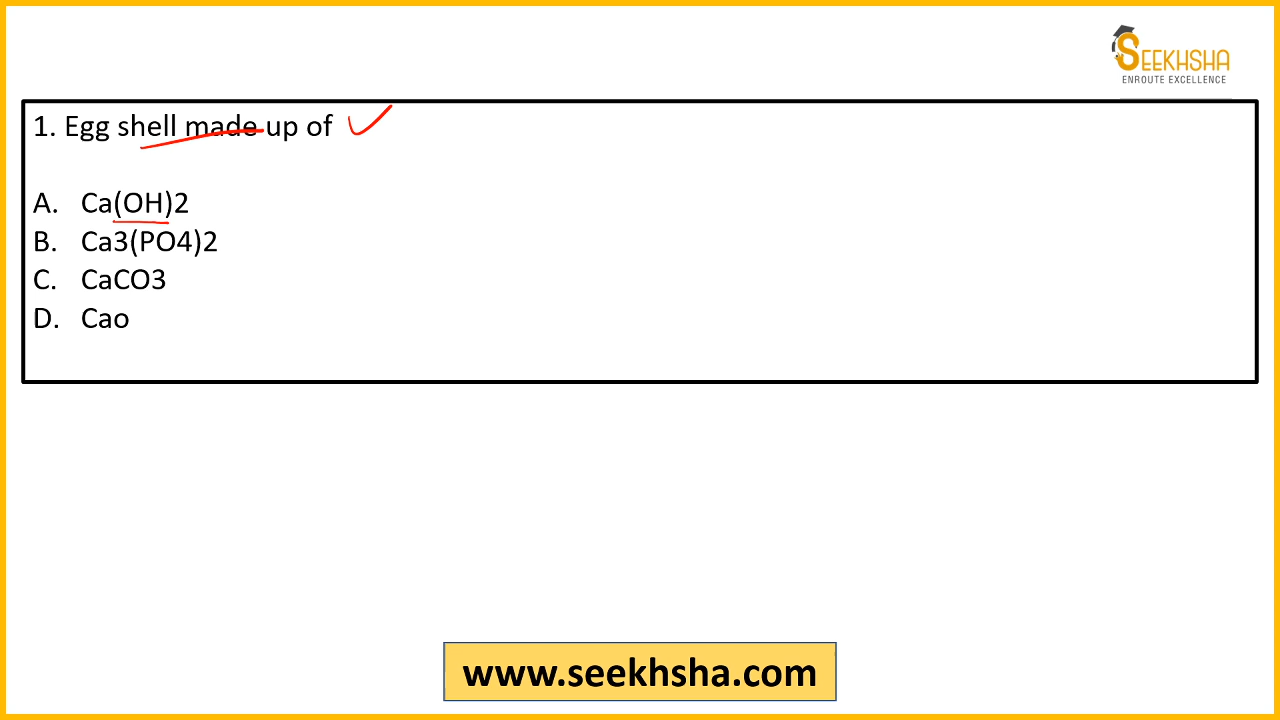 SEEKHSHA
ENROUTE EXCELLENCE
1. Egg shell made up of
A. Ca(OH)2
B. Ca3(PO4)2
C. CaCO3
D. Cao
www.seekhsha.com